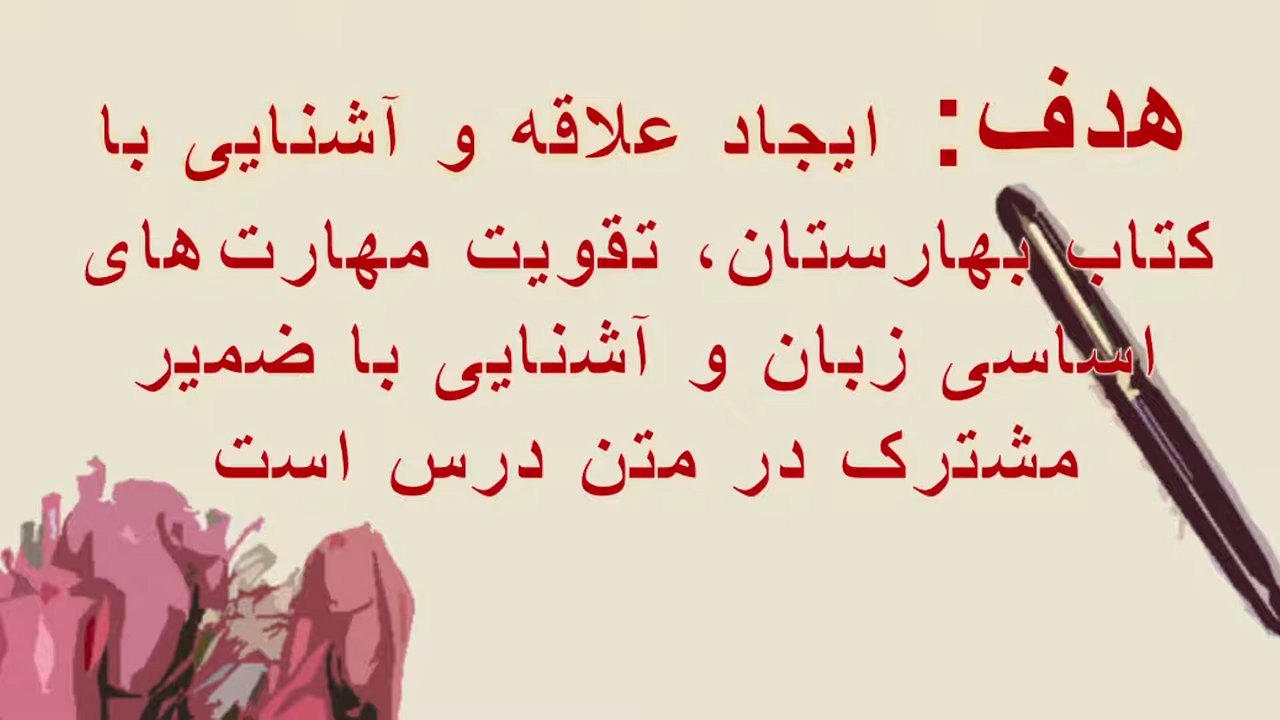 هدف: ایجاد علاقه و آشنایی با
کتاب بهارستان، تقویت مهارت های
اساسی زبان و آشنایی با ضمیر
مشترک در متن درس است